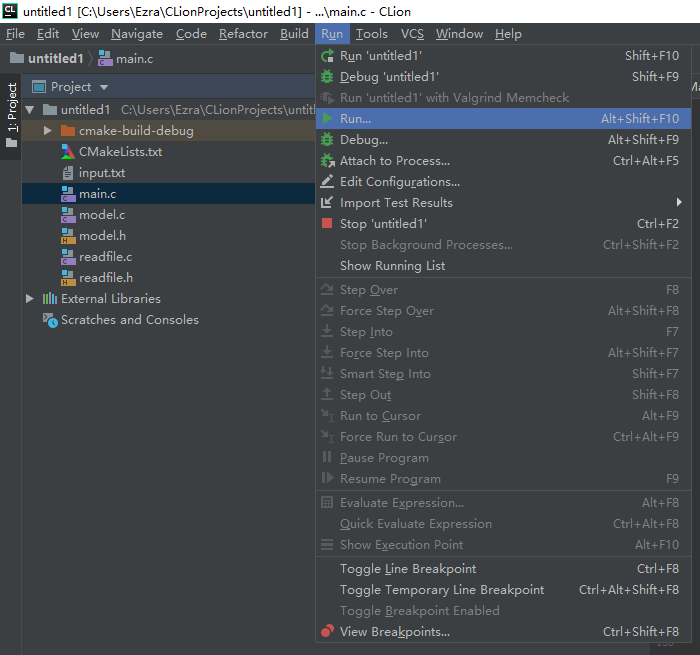 CL untitled1 [C:\Users\Ezra\CLionProjects\untitled1] - ...\main.c - CLion
File Edit View Navigate Code Refactor Build Run Tools VCS Window Help
untitled1 main.c
1: Project
Project
untitled1 C:\Users\Ezra\CLionProjects\untitl
cmake-build-debug
CMakeLists.txt
input.txt
main.c
model.c
model.h
readfile.c
readfile.h
External Libraries
Scratches and Consoles
Run 'untitled1' Shift+F10
Debug 'untitled1' Shift+F9
Run 'untitled1' with Valgrind Memcheck
Run... Alt+Shift+F10
Debug... Alt+Shift+F9
Attach to Process... Ctrl+Alt+F5
Edit Configurations...
Import Test Results
Stop 'untitled1' Ctrl+F2
Stop Background Processes... Ctrl+Shift+F2
Show Running List
Step Over F8
Force Step Over Alt+Shift+F8
Step Into F7
Force Step Into Alt+Shift+F7
Smart Step Into Shift+F7
Step Out Shift+F8
Run to Cursor Alt+F9
Force Run to Cursor Ctrl+Alt+F9
Pause Program
Resume Program F9
Evaluate Expression... Alt+F8
Quick Evaluate Expression Ctrl+Alt+F8
Show Execution Point Alt+F10
Toggle Line Breakpoint Ctrl+F8
Toggle Temporary Line Breakpoint Ctrl+Alt+Shift+F8
Toggle Breakpoint Enabled
View Breakpoints... Ctrl+Shift+F8